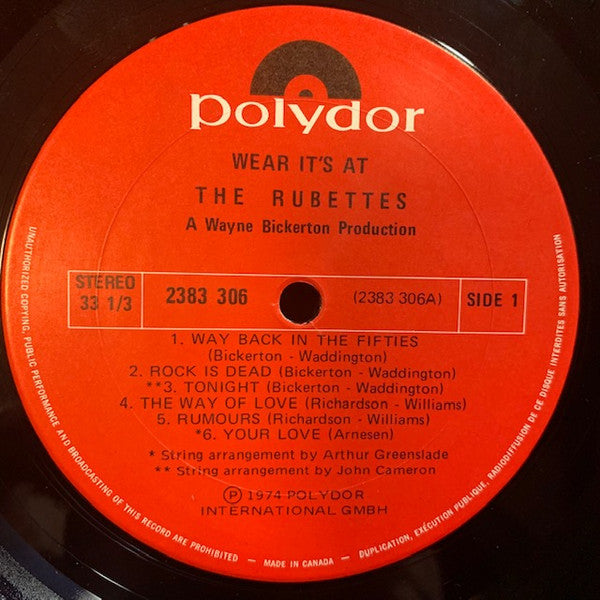 polydor
WEAR IT'S AT
THE RUBETTES
A Wayne Bickerton Production
STEREO
33 1/3
2383 306
(2383 306A)
SIDE 1
1. WAY BACK IN THE FIFTIES
(Bickerton - Waddington)
2. ROCK IS DEAD (Bickerton - Waddington)
**3. TONIGHT (Bickerton - Waddington)
4. THE WAY OF LOVE (Richardson - Williams)
5. RUMOURS (Richardson - Williams)
*6. YOUR LOVE (Arnesen)
* String arrangement by Arthur Greenslade
** String arrangement by John Cameron
Ⓟ 1974 POLYDOR
INTERNATIONAL GMBH
UNAUTHORIZED COPYING, PUBLIC PERFORMANCE AND BROADCASTING OF THIS RECORD ARE PROHIBITED – MADE IN CANADA – DUPLICATION, EXÉCUTION PUBLIQUE, RADIODIFFUSION DE CE DISQUE INTERDITES SANS AUTORISATION